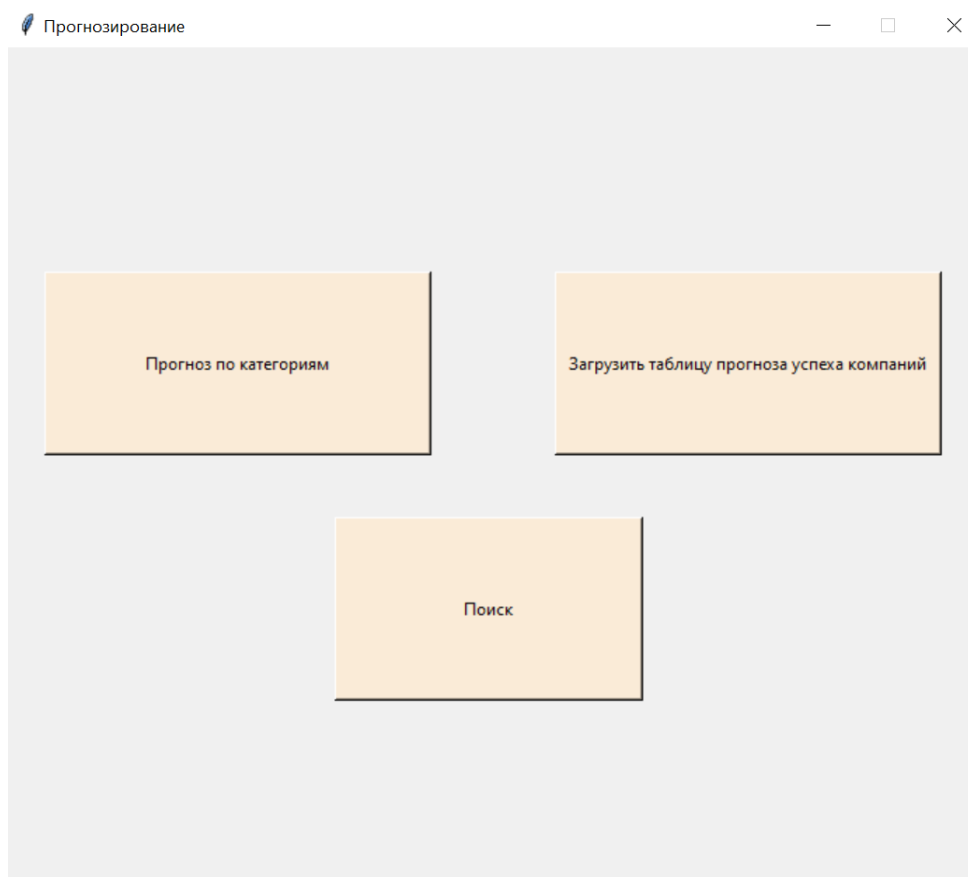 Прогнозирование
Прогноз по категориям
Загрузить таблицу прогноза успеха компаний
Поиск